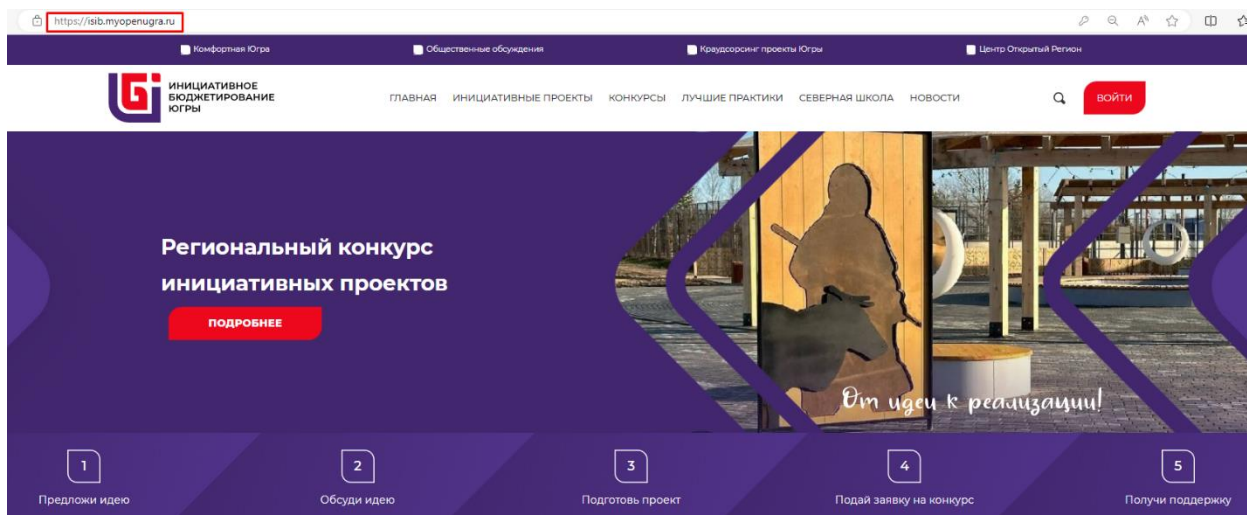 https://isib.myopenugra.ru
Комфортная Югра
Общественные обсуждения
Краудсорсинг проекты Югры
Центр Открытый Регион
ИНИЦИАТИВНОЕ
БЮДЖЕТИРОВАНИЕ
ЮГРЫ
ГЛАВНАЯ ИНИЦИАТИВНЫЕ ПРОЕКТЫ КОНКУРСЫ ЛУЧШИЕ ПРАКТИКИ СЕВЕРНАЯ ШКОЛА НОВОСТИ
ВОЙТИ
Региональный конкурс
инициативных проектов
ПОДРОБНЕЕ
От идеи к реализации!
1
Предложи идею
2
Обсуди идею
3
Подготовь проект
4
Подай заявку на конкурс
5
Получи поддержку